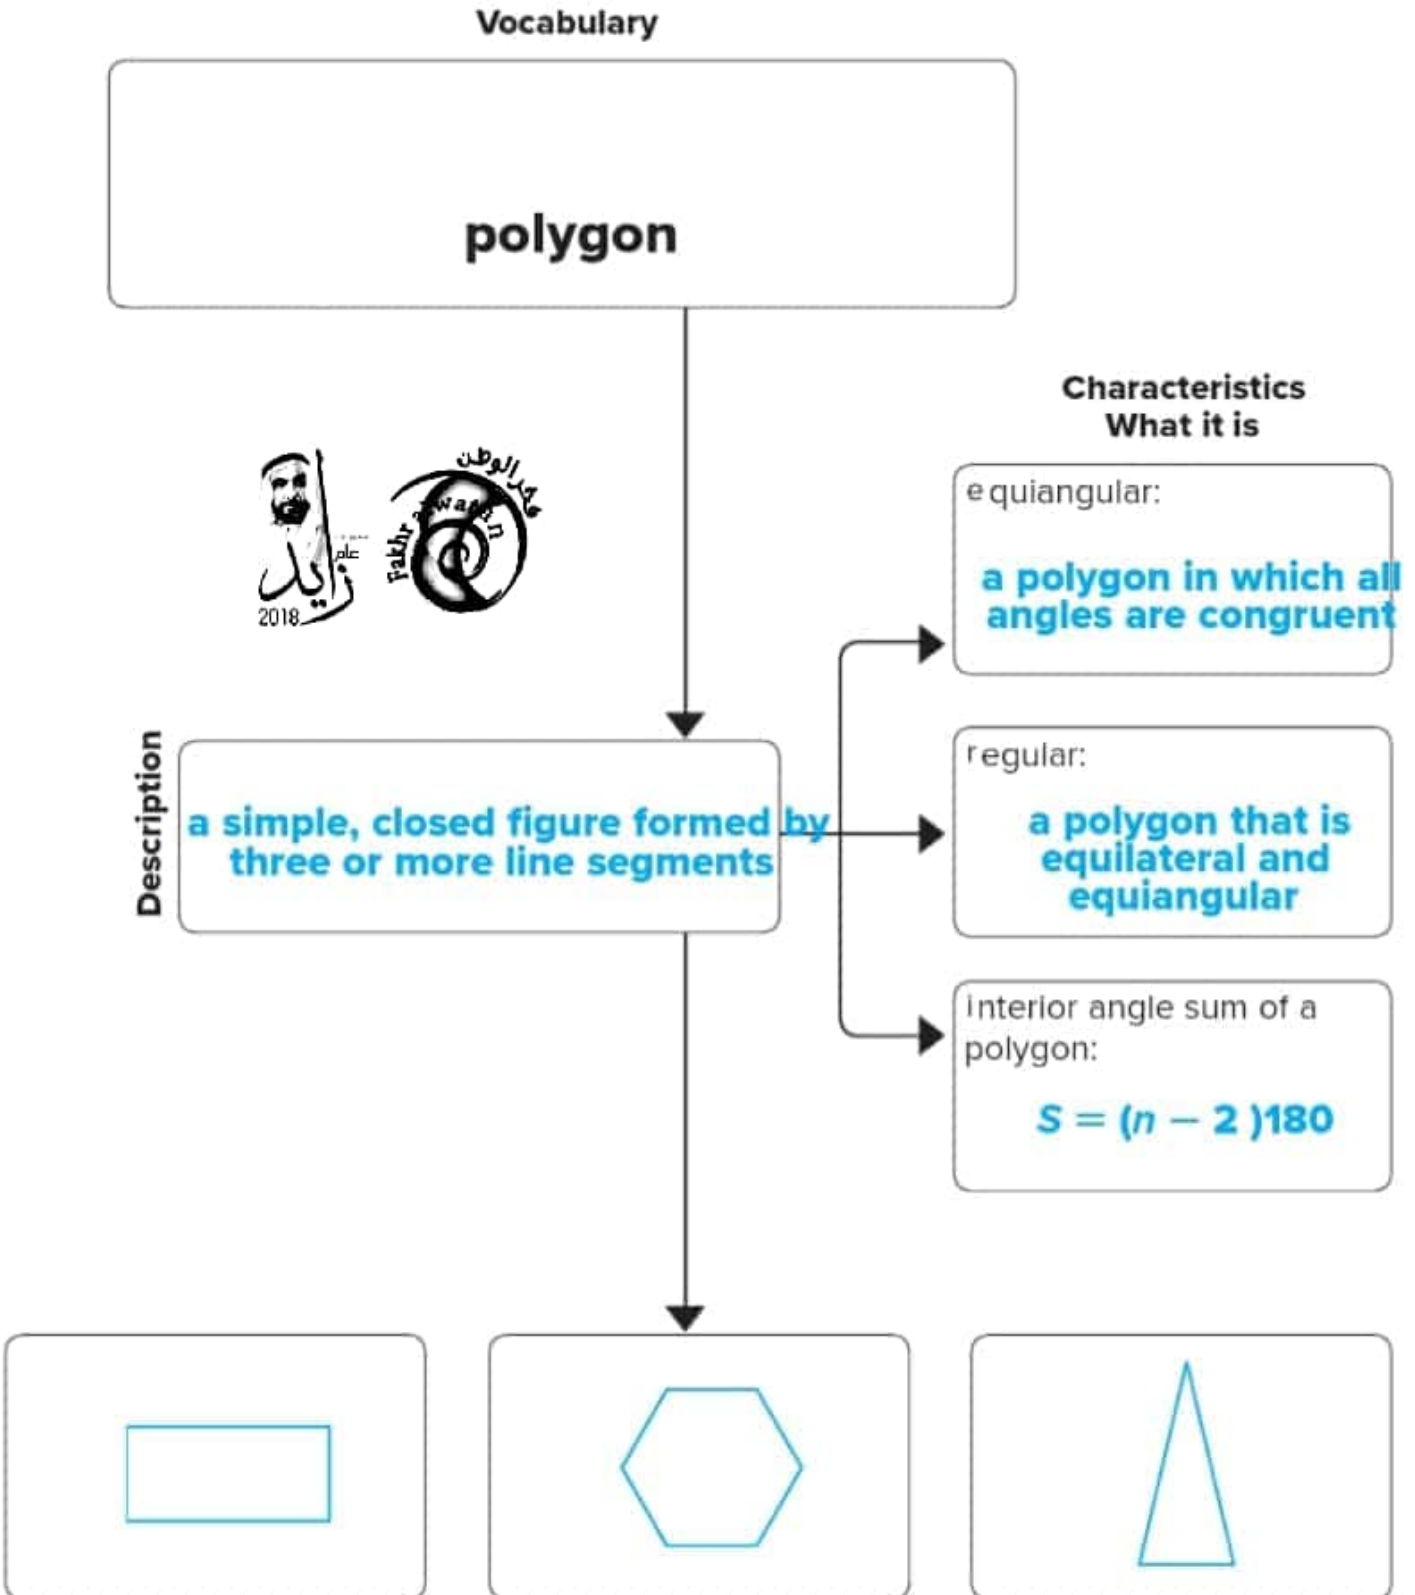 Vocabulary
polygon
Characteristics
What it is
فخر الوطن
Fakhr alwatan
زايد
عام
2018
equiangular:
a polygon in which all
angles are congruent
Description
a simple, closed figure formed by
three or more line segments
regular:
a polygon that is
equilateral and
equiangular
interior angle sum of a
polygon:
S = (n − 2 )180